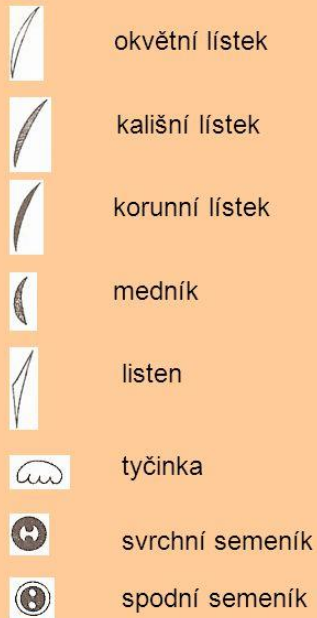 okvětní lístek
kališní lístek
korunní lístek
medník
listen
tyčinka
svrchní semeník
spodní semeník